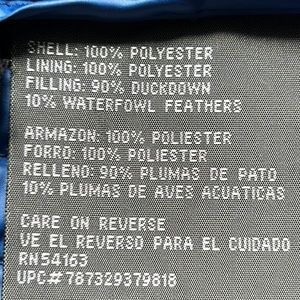 SHELL: 100% POLYESTER
LINING: 100% POLYESTER
FILLING: 90% DUCKDOWN
10% WATERFOWL FEATHERS
ARMAZON: 100% POLIESTER
FORRO: 100% POLIESTER
RELLENO: 90% PLUMAS DE PATO
10% PLUMAS DE AVES ACUATICAS
CARE ON REVERSE
VE EL REVERSO PARA EL CUIDADO
RN54163
UPC#787329379818